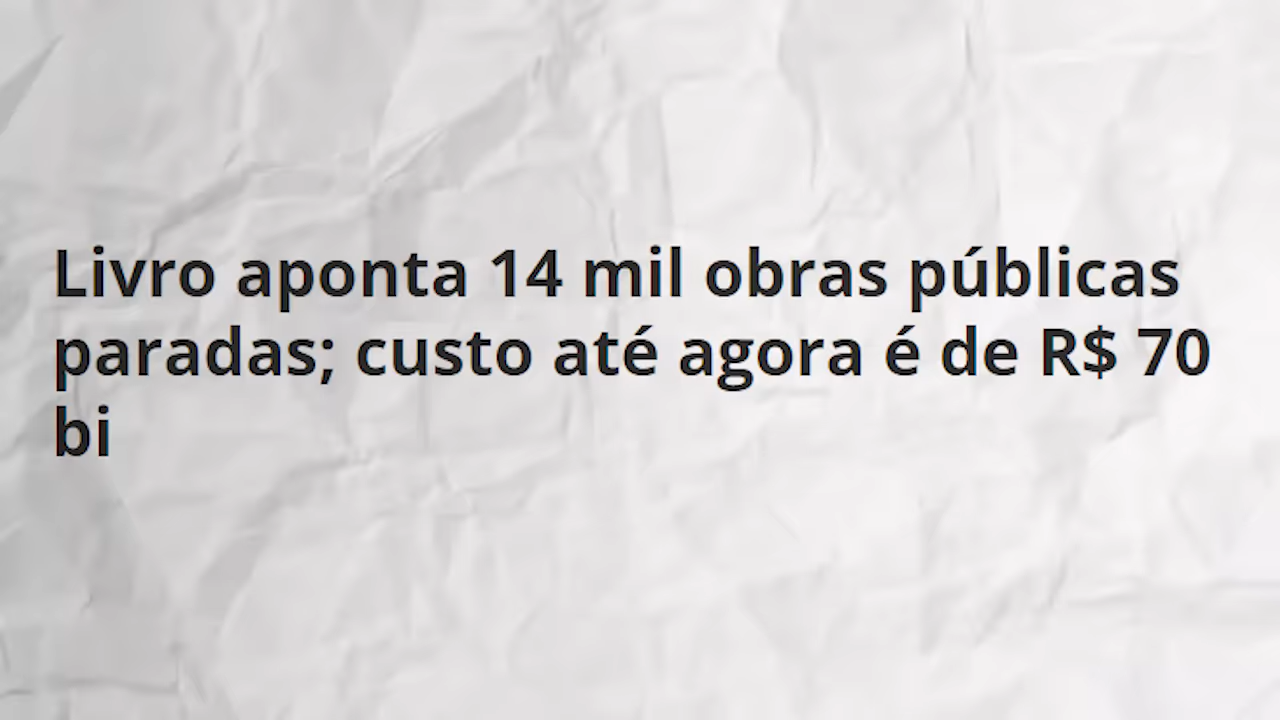 Livro aponta 14 mil obras públicas
paradas; custo até agora é de R$ 70
bi